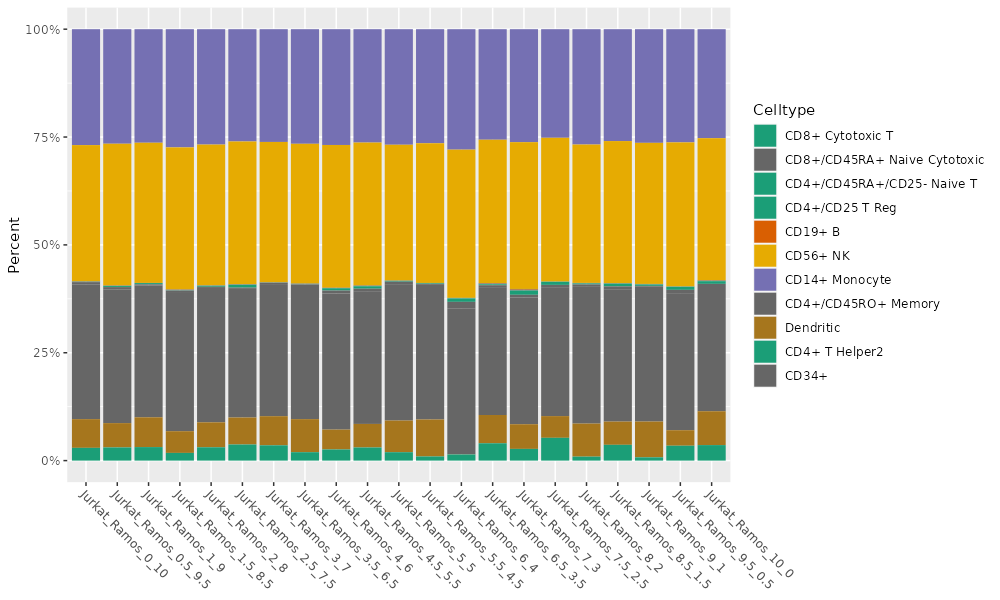 100%
75%
50%
25%
0%
Percent
Jurkat_Ramos_0_10
Jurkat_Ramos_0.5_9.5
Jurkat_Ramos_1_9
Jurkat_Ramos_1.5_8.5
Jurkat_Ramos_2_8
Jurkat_Ramos_2.5_7.5
Jurkat_Ramos_3_7
Jurkat_Ramos_3.5_6.5
Jurkat_Ramos_4_6
Jurkat_Ramos_4.5_5.5
Jurkat_Ramos_5_5
Jurkat_Ramos_5.5_4.5
Jurkat_Ramos_6_4
Jurkat_Ramos_6.5_3.5
Jurkat_Ramos_7_3
Jurkat_Ramos_7.5_2.5
Jurkat_Ramos_8_2
Jurkat_Ramos_8.5_1.5
Jurkat_Ramos_9_1
Jurkat_Ramos_9.5_0.5
Jurkat_Ramos_10_0
Celltype
CD8+ Cytotoxic T
CD8+/CD45RA+ Naive Cytotoxic
CD4+/CD45RA+/CD25- Naive T
CD4+/CD25 T Reg
CD19+ B
CD56+ NK
CD14+ Monocyte
CD4+/CD45RO+ Memory
Dendritic
CD4+ T Helper2
CD34+